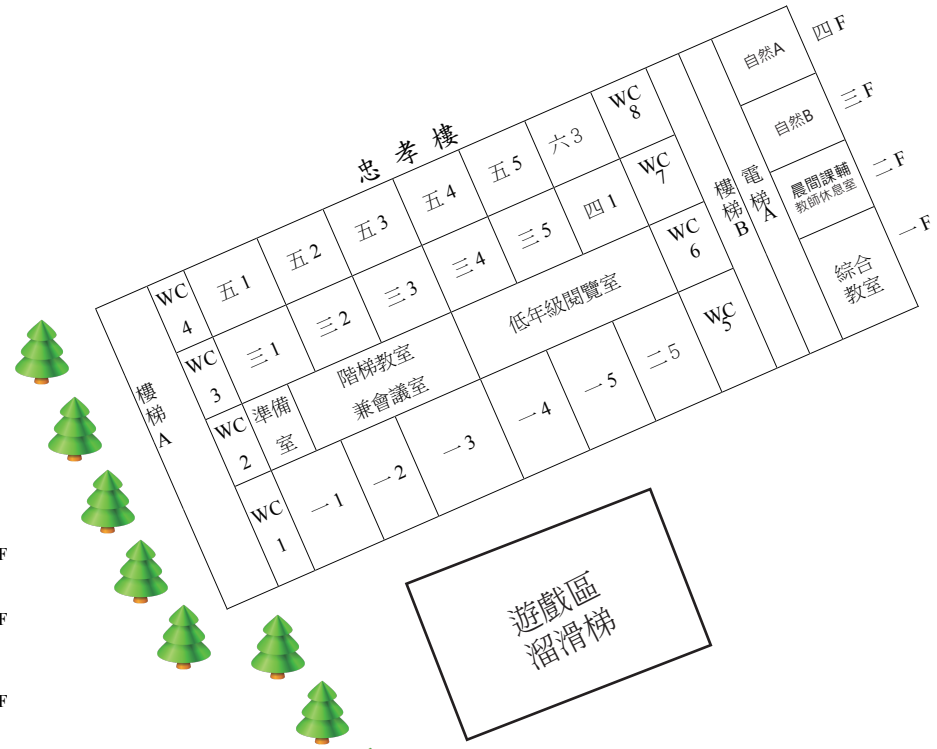 忠孝樓
四F
三F
二F
一F
樓梯A
WC 4
五1
五2
五3
五4
五5
六3
WC 8
自然A
WC 3
三1
三2
三3
三4
三5
四1
WC 7
自然B
WC 2
準備
室
階梯教室
兼會議室
低年級閱覽室
WC 6
晨間課輔
教師休息室
WC 1
一1
一2
一3
一4
一5
二5
WC 5
樓梯B
電梯A
綜合
教室
遊戲區
溜滑梯
F
F
F